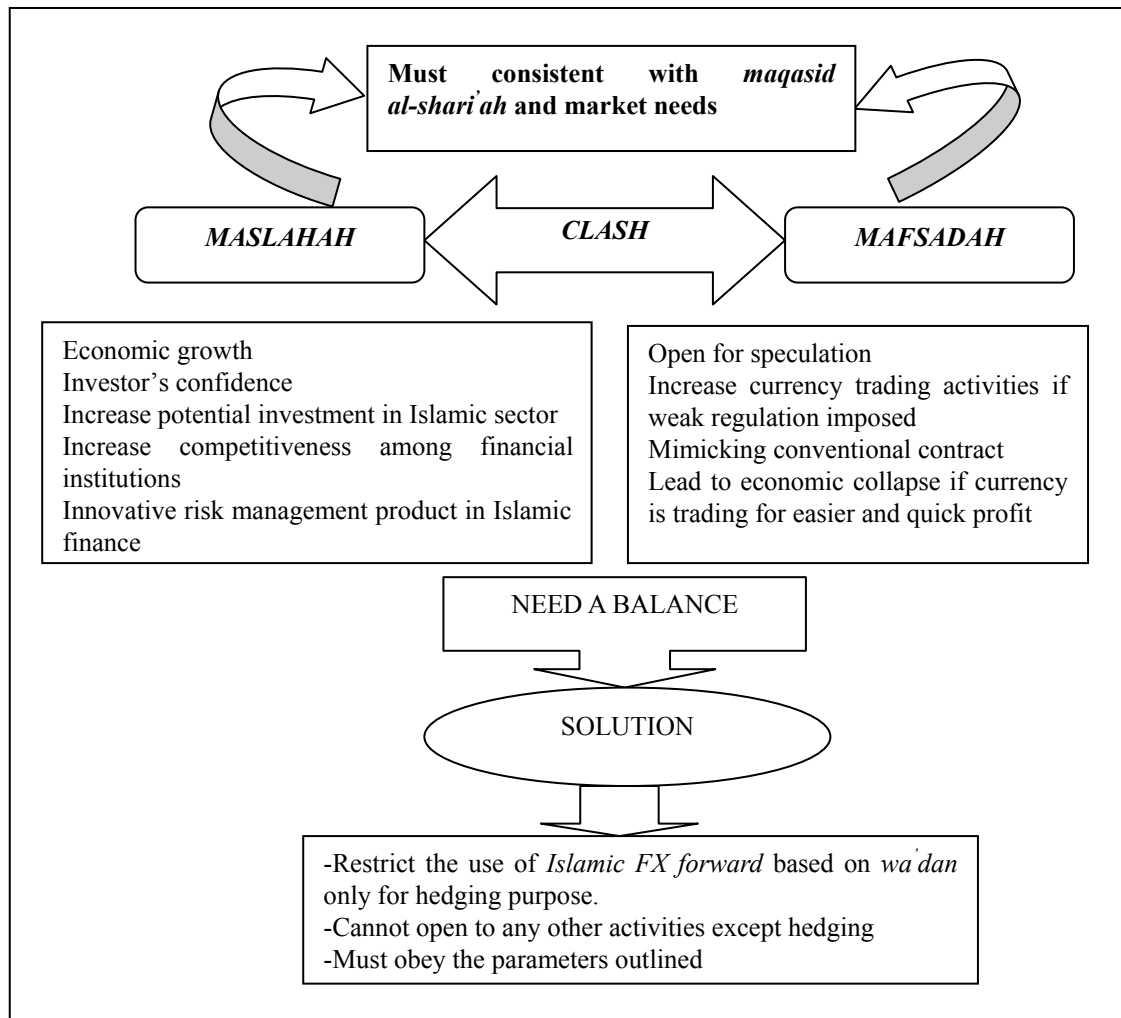 Must consistent with maqasid
al-shari'ah and market needs
MASLAHAH
CLASH
MAFSADAH
Economic growth
Investor's confidence
Increase potential investment in Islamic sector
Increase competitiveness among financial
institutions
Innovative risk management product in Islamic
finance
Open for speculation
Increase currency trading activities if
weak regulation imposed
Mimicking conventional contract
Lead to economic collapse if currency
is trading for easier and quick profit
NEED A BALANCE
SOLUTION
-Restrict the use of Islamic FX forward based on wa'dan
only for hedging purpose.
-Cannot open to any other activities except hedging
-Must obey the parameters outlined